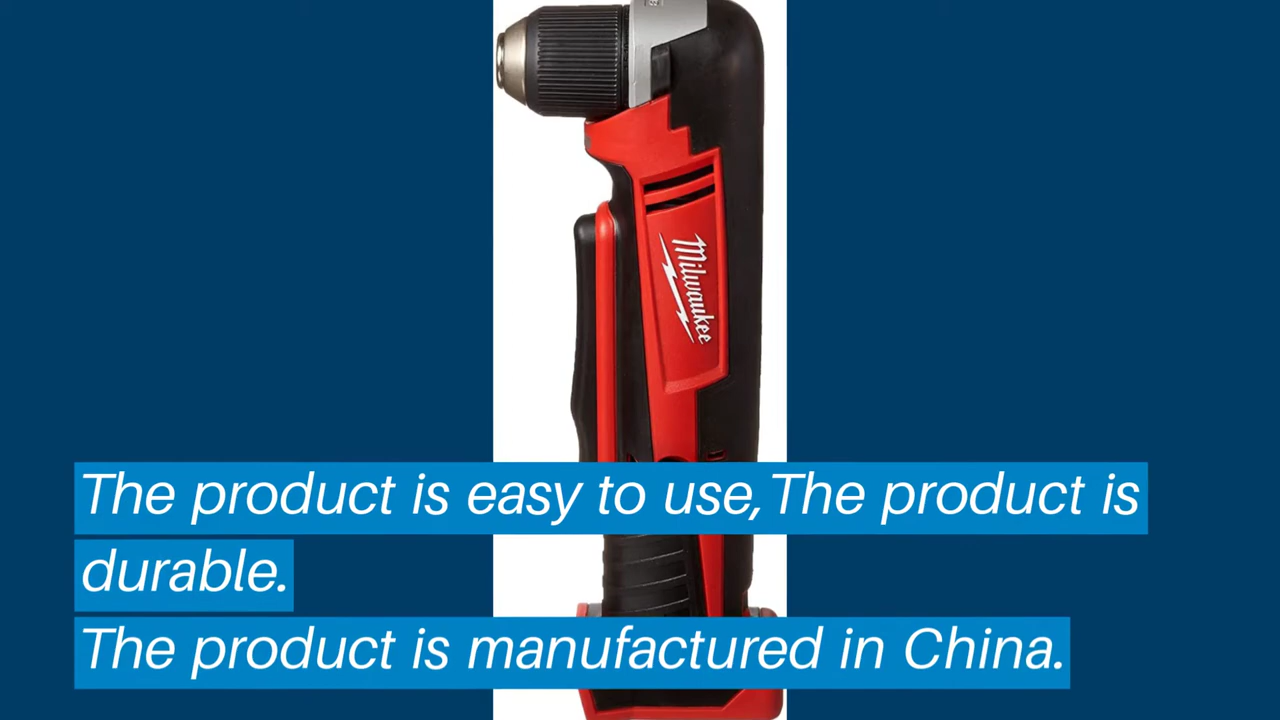 Milwaukee
The product is easy to use,The product is
durable.
The product is manufactured in China.